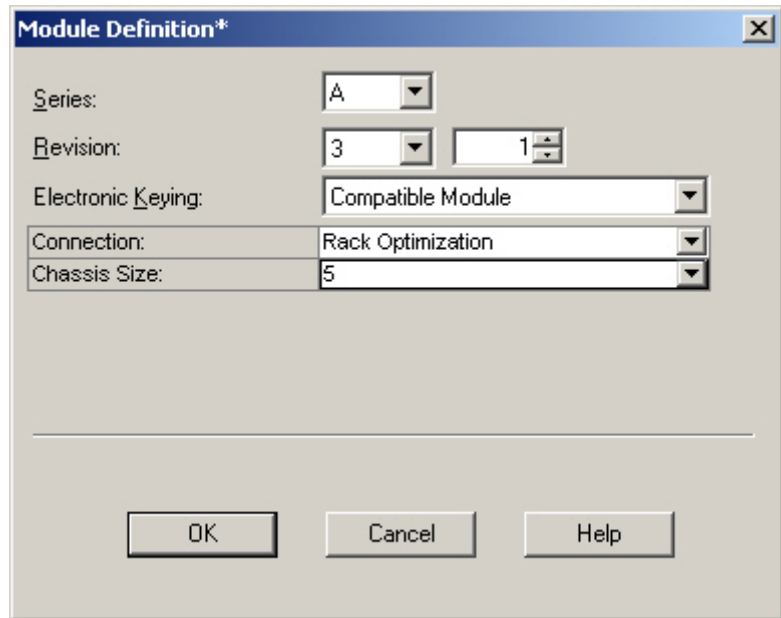 Module Definition*
Series: A
Revision: 3 1
Electronic Keying: Compatible Module
Connection: Rack Optimization
Chassis Size: 5
OK Cancel Help